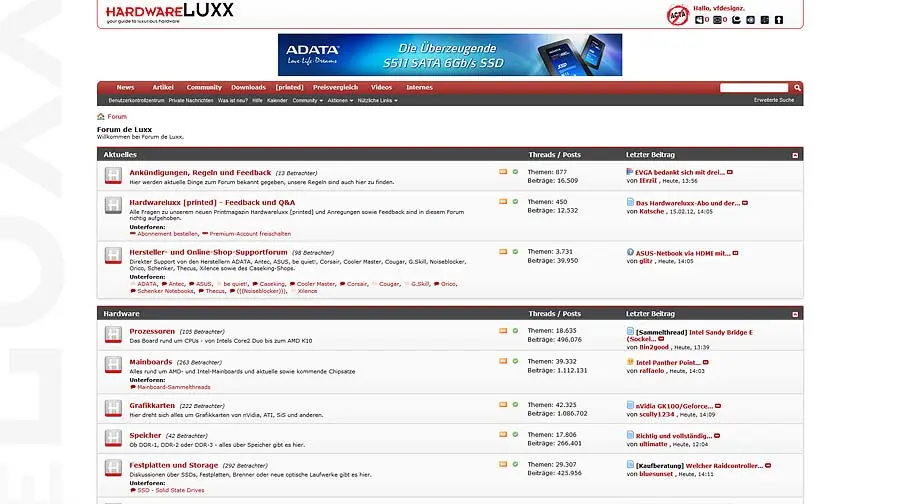 HARDWARELUXX
your guide to luxurious hardware
ACTA
Hallo, vfdesignz.
0 0
ADATA
Love·Life·Dreams
Die Überzeugende
S511 SATA 6Gb/s SSD
News Artikel Community Downloads [printed] Preisvergleich Videos Internes
Benutzerkontrollzentrum Private Nachrichten Was ist neu? Hilfe Kalender Community Aktionen Nützliche Links Erweiterte Suche
Forum
Forum de Luxx
Willkommen bei Forum de Luxx.
Aktuelles Threads / Posts Letzter Beitrag
Ankündigungen, Regeln und Feedback (13 Betrachter)
Hier werden aktuelle Dinge zum Forum bekannt gegeben, unsere Regeln sind auch hier zu finden.
Themen: 877
Beiträge: 16.509
EVGA bedankt sich mit drei...
von IErziI , Heute, 13:56
Hardwareluxx [printed] - Feedback und Q&A
Alle Fragen zu unserem neuen Printmagazin Hardwareluxx [printed] und Anregungen sowie Feedback sind in diesem Forum
richtig aufgehoben.
Unterforen:
Abonnement bestellen, Premium-Account freischalten
Themen: 450
Beiträge: 12.532
Das Hardwareluxx-Abo und der...
von Katsche , 15.02.12, 14:05
Hersteller- und Online-Shop-Supportforum (98 Betrachter)
Direkter Support von den Herstellern ADATA, Antec, ASUS, be quiet!, Corsair, Cooler Master, Cougar, G.Skill, Noiseblocker,
Orico, Schenker, Thecus, Xilence sowie des Caseking-Shops.
Unterforen:
ADATA, Antec, ASUS, be quiet!, Caseking, Cooler Master, Corsair, Cougar, G.Skill, Orico,
Schenker Notebooks, Thecus, (((Noiseblocker))), Xilence
Themen: 3.731
Beiträge: 39.950
ASUS-Netbook via HDMI mit...
von glitz , Heute, 14:05
Hardware Threads / Posts Letzter Beitrag
Prozessoren (105 Betrachter)
Das Board rund um CPUs - von Intels Core2 Duo bis zum AMD K10
Themen: 18.635
Beiträge: 496.076
[Sammelthread] Intel Sandy Bridge E
(Sockel...
von Bin2good , Heute, 13:39
Mainboards (263 Betrachter)
Alles rund um AMD- und Intel-Mainboards und aktuelle sowie kommende Chipsätze
Unterforen:
Mainboard-Sammelthreads
Themen: 39.332
Beiträge: 1.112.131
Intel Panther Point...
von raffaelo , Heute, 14:03
Grafikkarten (222 Betrachter)
Hier dreht sich alles um Grafikkarten von nVidia, ATI, SiS und anderen.
Themen: 42.325
Beiträge: 1.086.702
nVidia GK100/Geforce...
von scully1234 , Heute, 14:09
Speicher (42 Betrachter)
Ob DDR-1, DDR-2 oder DDR-3 - alles über Speicher gibt es hier.
Themen: 17.806
Beiträge: 266.401
Richtig und vollständig...
von ultimatte , Heute, 12:04
Festplatten und Storage (292 Betrachter)
Diskussionen über SSDs, Festplatten, Brenner oder neue optische Laufwerke gibt es hier.
Unterforen:
SSD - Solid State Drives
Themen: 29.307
Beiträge: 425.956
[Kaufberatung] Welcher Raidcontroller...
von bluesunset , Heute, 14:11